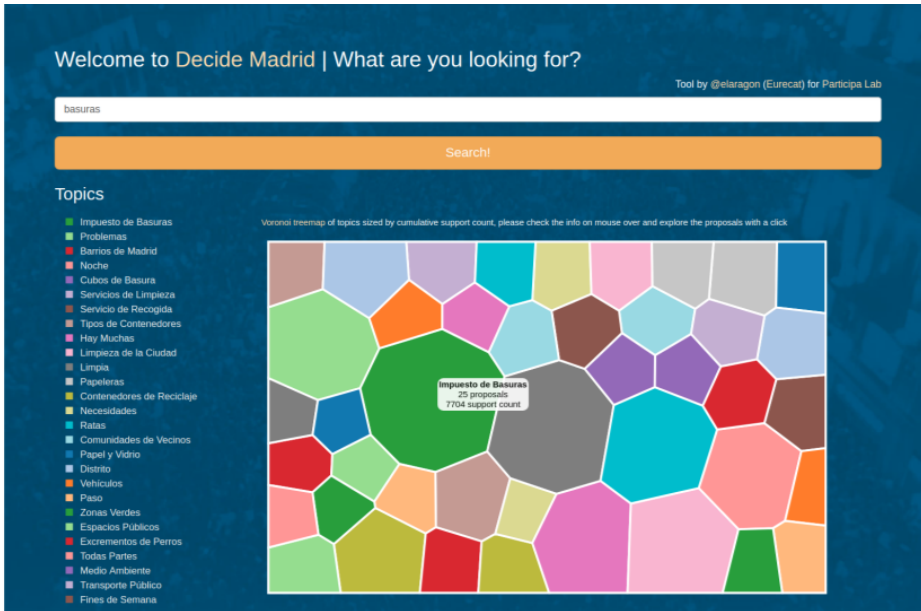 Welcome to Decide Madrid | What are you looking for?
Tool by @elaragon (Eurecat) for Participa Lab
basuras
Search!
Topics
Voronoi treemap of topics sized by cumulative support count, please check the info on mouse over and explore the proposals with a click
Impuesto de Basuras
Problemas
Barrios de Madrid
Noche
Cubos de Basura
Servicios de Limpieza
Servicio de Recogida
Tipos de Contenedores
Hay Muchas
Limpieza de la Ciudad
Limpia
Papeleras
Contenedores de Reciclaje
Necesidades
Ratas
Comunidades de Vecinos
Papel y Vidrio
Distrito
Vehículos
Paso
Zonas Verdes
Espacios Públicos
Excrementos de Perros
Todas Partes
Medio Ambiente
Transporte Público
Fines de Semana
Impuesto de Basuras
25 proposals
7704 support count